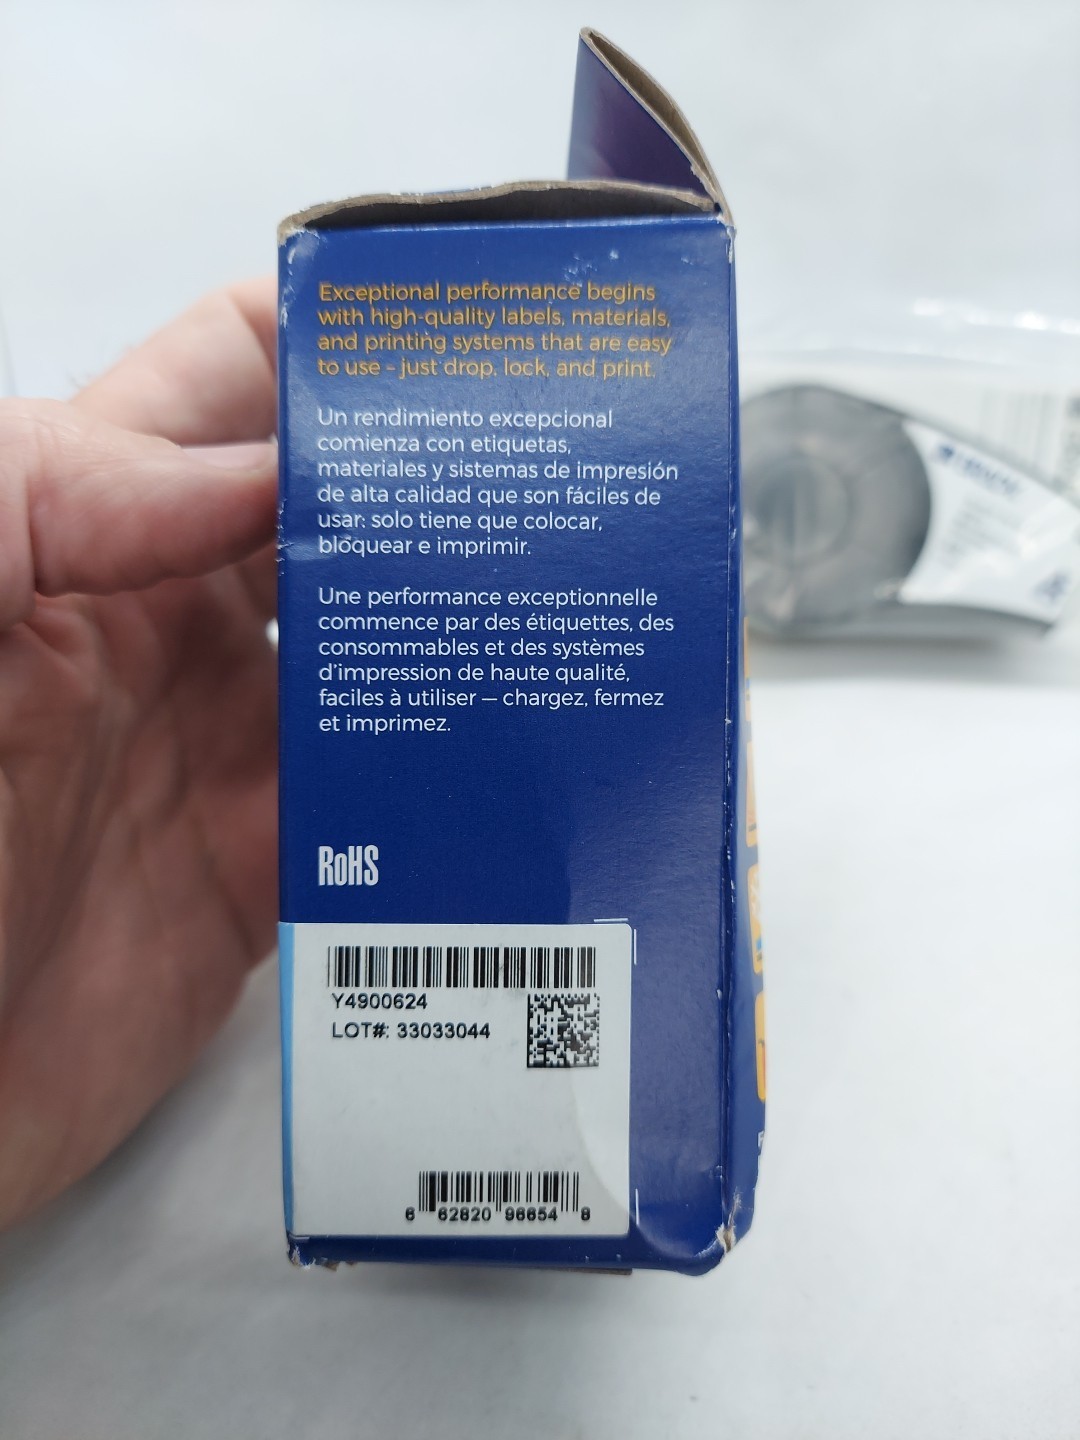 Exceptional performance begins
with high-quality labels, materials,
and printing systems that are easy
to use - just drop, lock, and print.
Un rendimiento excepcional
comienza con etiquetas,
materiales y sistemas de impresión
de alta calidad que son fáciles de
usar: solo tiene que colocar,
bloquear e imprimir.
Une performance exceptionnelle
commence par des étiquettes, des
consommables et des systèmes
d'impression de haute qualité,
faciles à utiliser — chargez, fermez
et imprimez.
RoHS
Y4900624
LOT#: 33033044
6 62820 96654 8